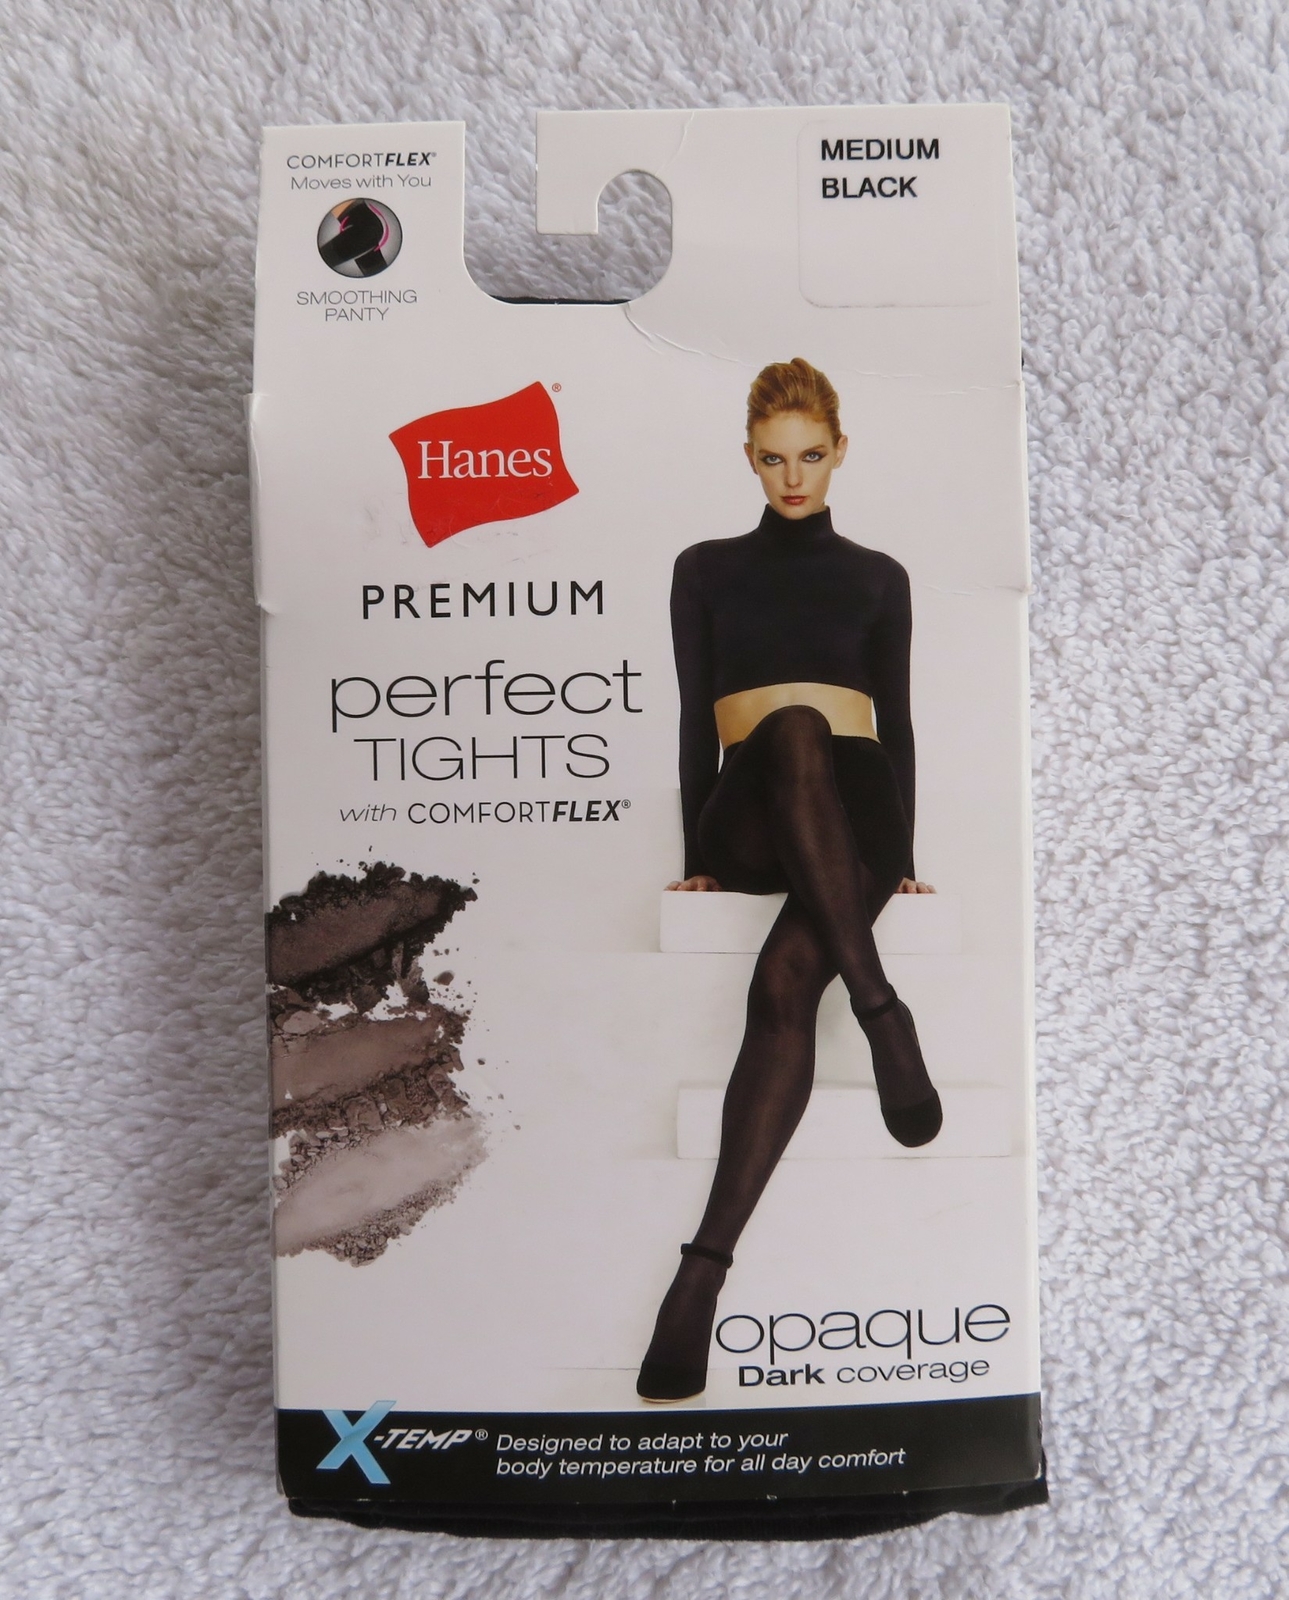 COMFORTFLEX®
Moves with You
SMOOTHING
PANTY
MEDIUM
BLACK
Hanes®
PREMIUM
perfect
TIGHTS
with COMFORTFLEX®
opaque
Dark coverage
X-TEMP® Designed to adapt to your
body temperature for all day comfort